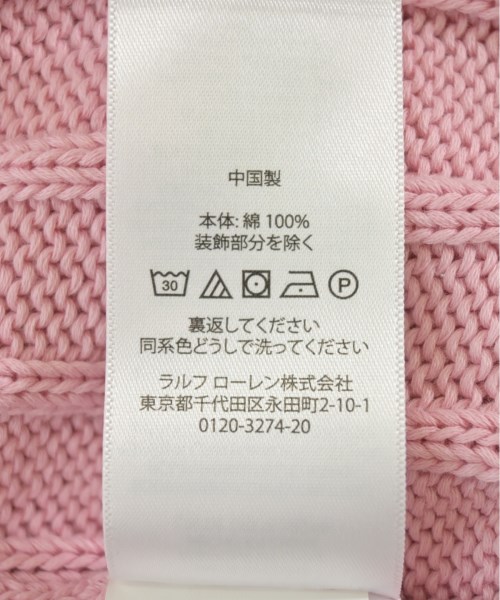 中国製
本体: 綿 100%
装飾部分を除く
30 P
裏返してください
同系色どうしで洗ってください
ラルフ ローレン株式会社
東京都千代田区永田町2-10-1
0120-3274-20